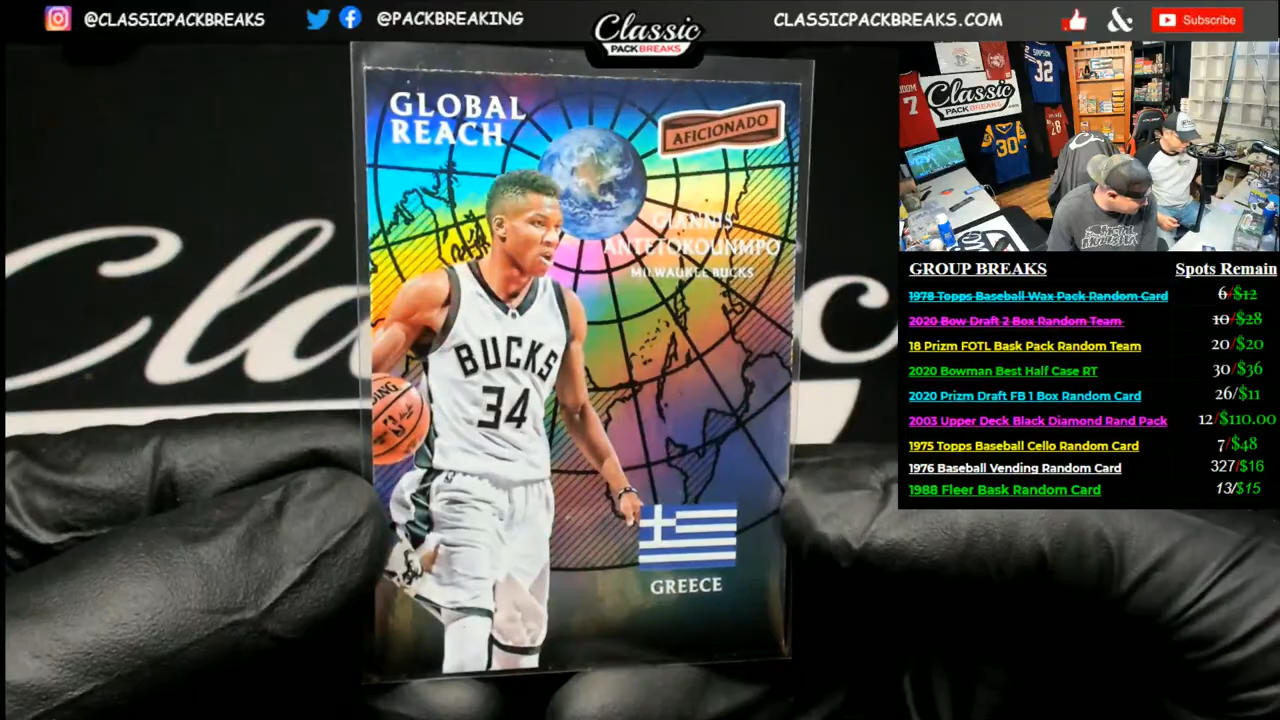 @CLASSICPACKBREAKS
@PACKBREAKING
Classic
PACK BREAKS
CLASSICPACKBREAKS.COM
&
Subscribe
GLOBAL
REACH
AFICIONADO
GIANNIS
ANTETOKOUNMPO
MILWAUKEE BUCKS
BUCKS
34
GREECE
Classic
PACK BREAKS
7
32
30
28
GROUP BREAKS Spots Remain
1978 Topps Baseball Wax Pack Random Card 6/$12
2020 Bow Draft 2 Box Random Team 10/$28
18 Prizm FOTL Bask Pack Random Team 20/$20
2020 Bowman Best Half Case RT 30/$36
2020 Prizm Draft FB 1 Box Random Card 26/$11
2003 Upper Deck Black Diamond Rand Pack 12/$110.00
1975 Topps Baseball Cello Random Card 7/$48
1976 Baseball Vending Random Card 327/$16
1988 Fleer Bask Random Card 13/$15